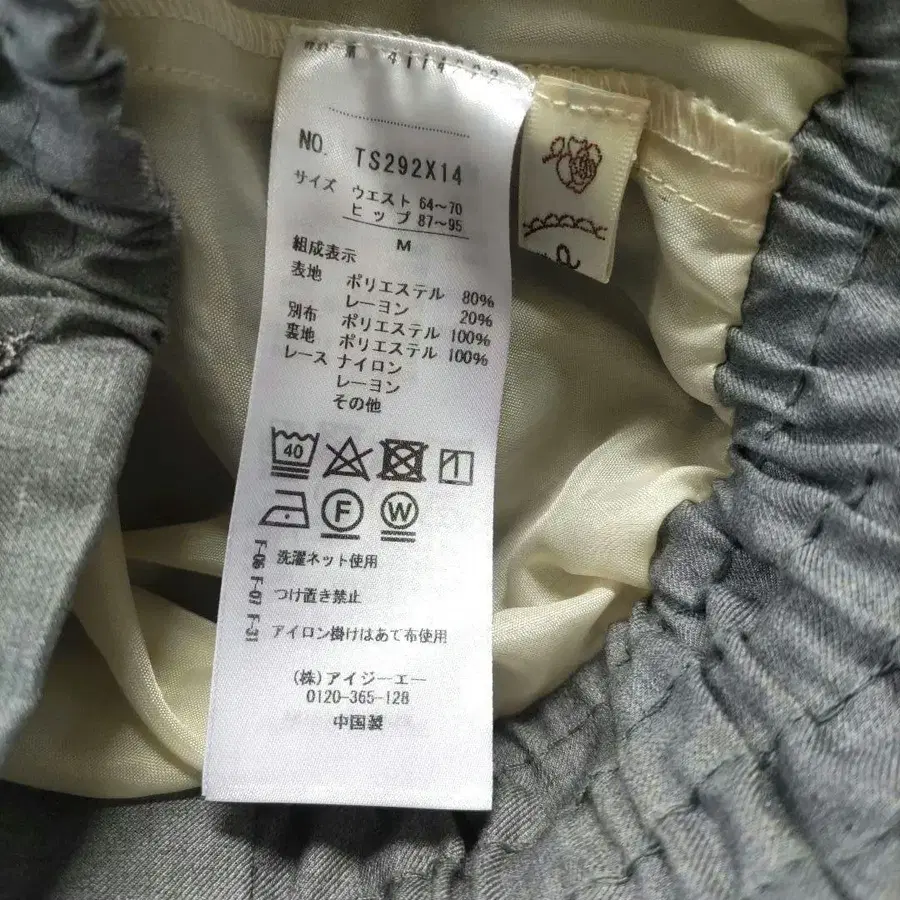 NO. TS292X14
サイズ ウエスト 64～70
ヒップ 87～95
M
組成表示
表地 ポリエステル 80%
レーヨン 20%
別布 ポリエステル 100%
裏地 ポリエステル 100%
レース ナイロン
レーヨン
その他
40
F W
F-06 F-07 F-31
洗濯ネット使用
つけ置き禁止
アイロン掛けはあて布使用
(株)アイジーエー
0120-365-128
中国製